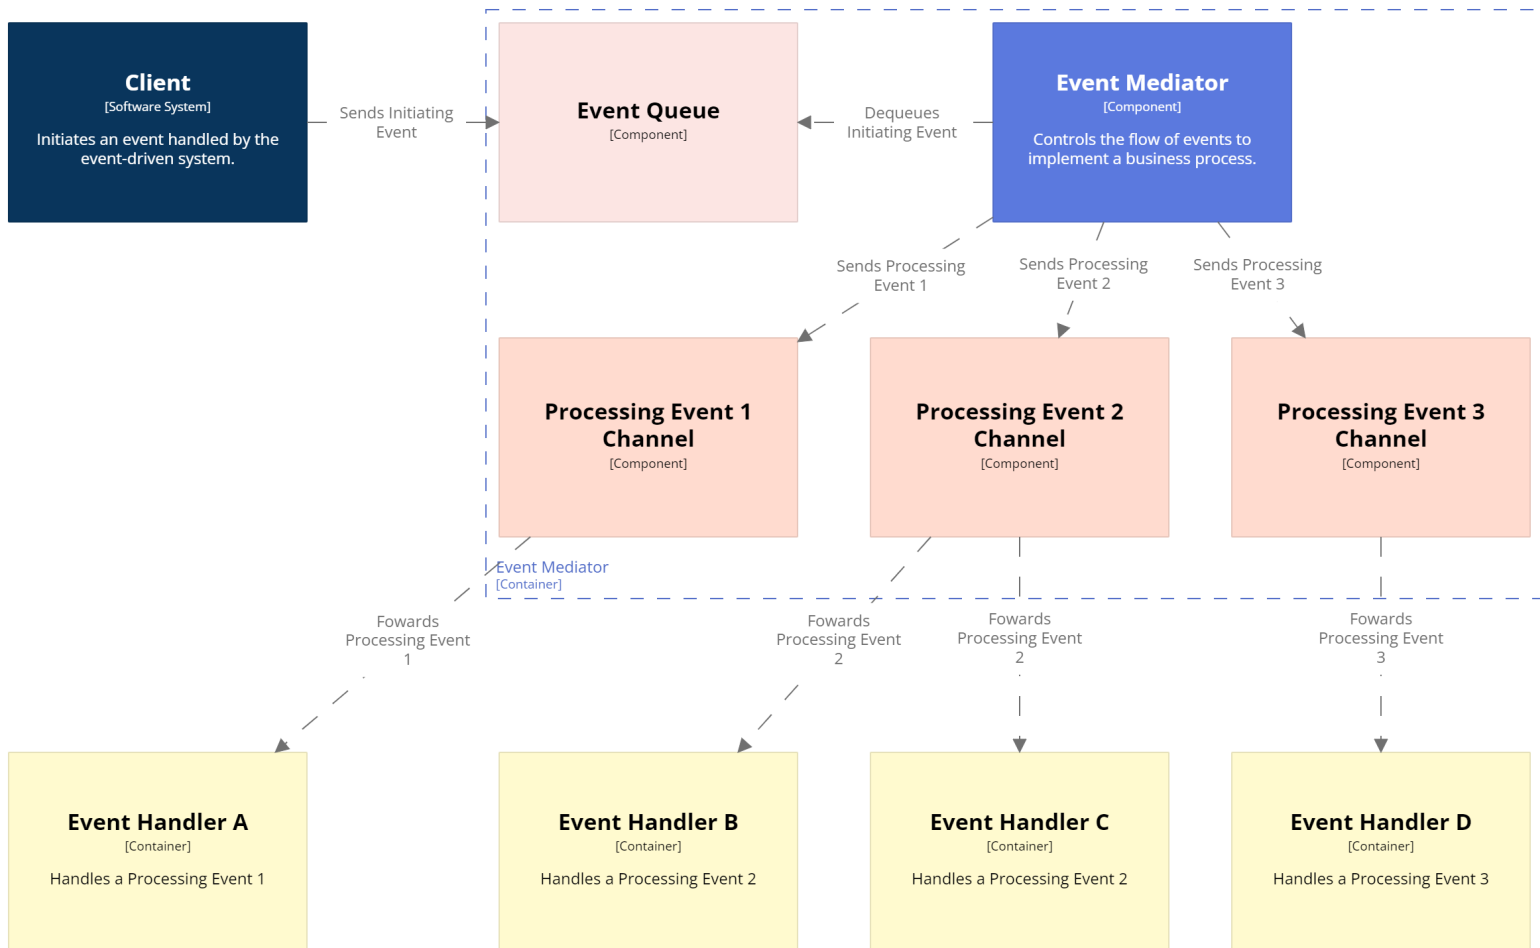 Client
[Software System]
Initiates an event handled by the
event-driven system.
Sends Initiating
Event
Event Queue
[Component]
Dequeues
Initiating Event
Event Mediator
[Component]
Controls the flow of events to
implement a business process.
Sends Processing
Event 1
Sends Processing
Event 2
Sends Processing
Event 3
Processing Event 1
Channel
[Component]
Processing Event 2
Channel
[Component]
Processing Event 3
Channel
[Component]
Event Mediator
[Container]
Fowards
Processing Event
1
Fowards
Processing Event
2
Fowards
Processing Event
2
Fowards
Processing Event
3
Event Handler A
[Container]
Handles a Processing Event 1
Event Handler B
[Container]
Handles a Processing Event 2
Event Handler C
[Container]
Handles a Processing Event 2
Event Handler D
[Container]
Handles a Processing Event 3